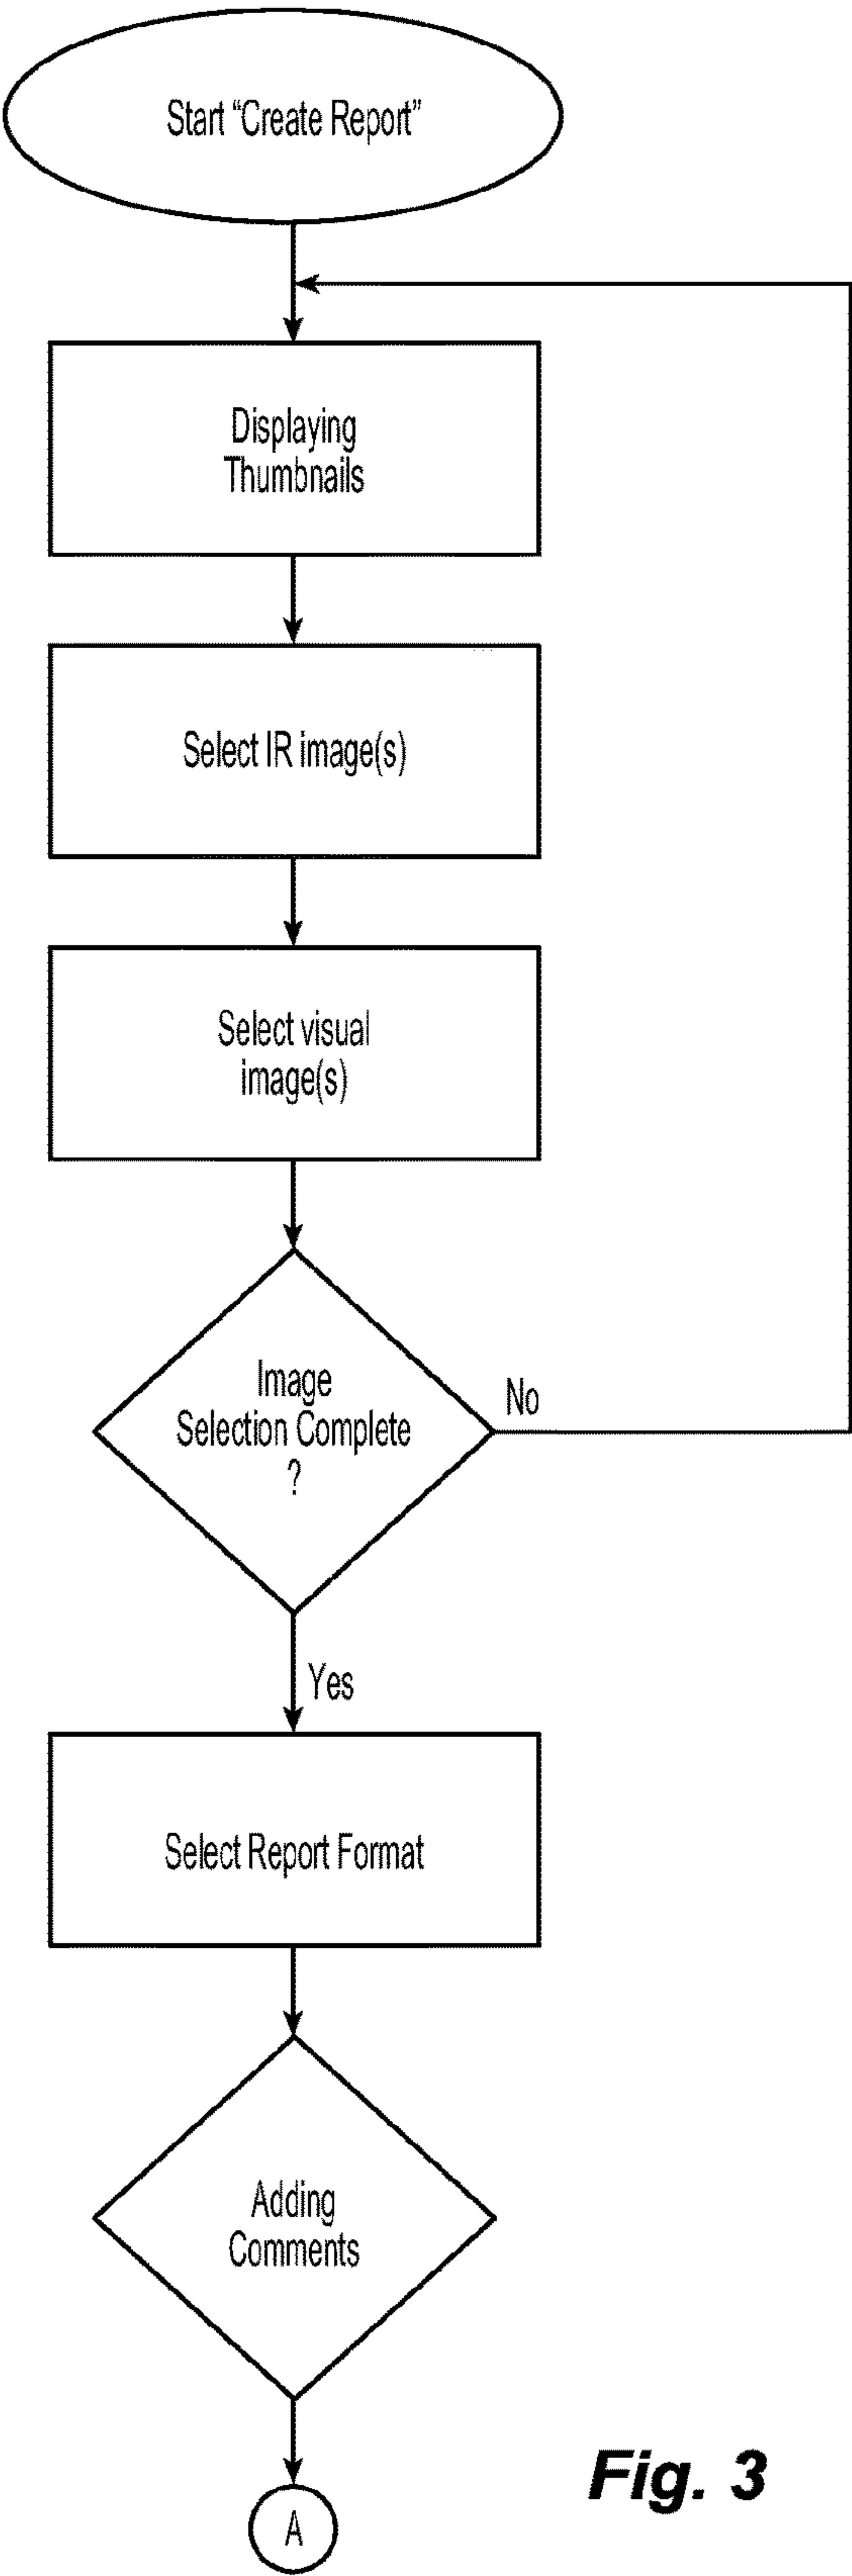 Start “Create Report”
Displaying
Thumbnails
Select IR image(s)
Select visual
image(s)
Image
Selection Complete
?
No
Yes
Select Report Format
Adding
Comments
A
Fig. 3